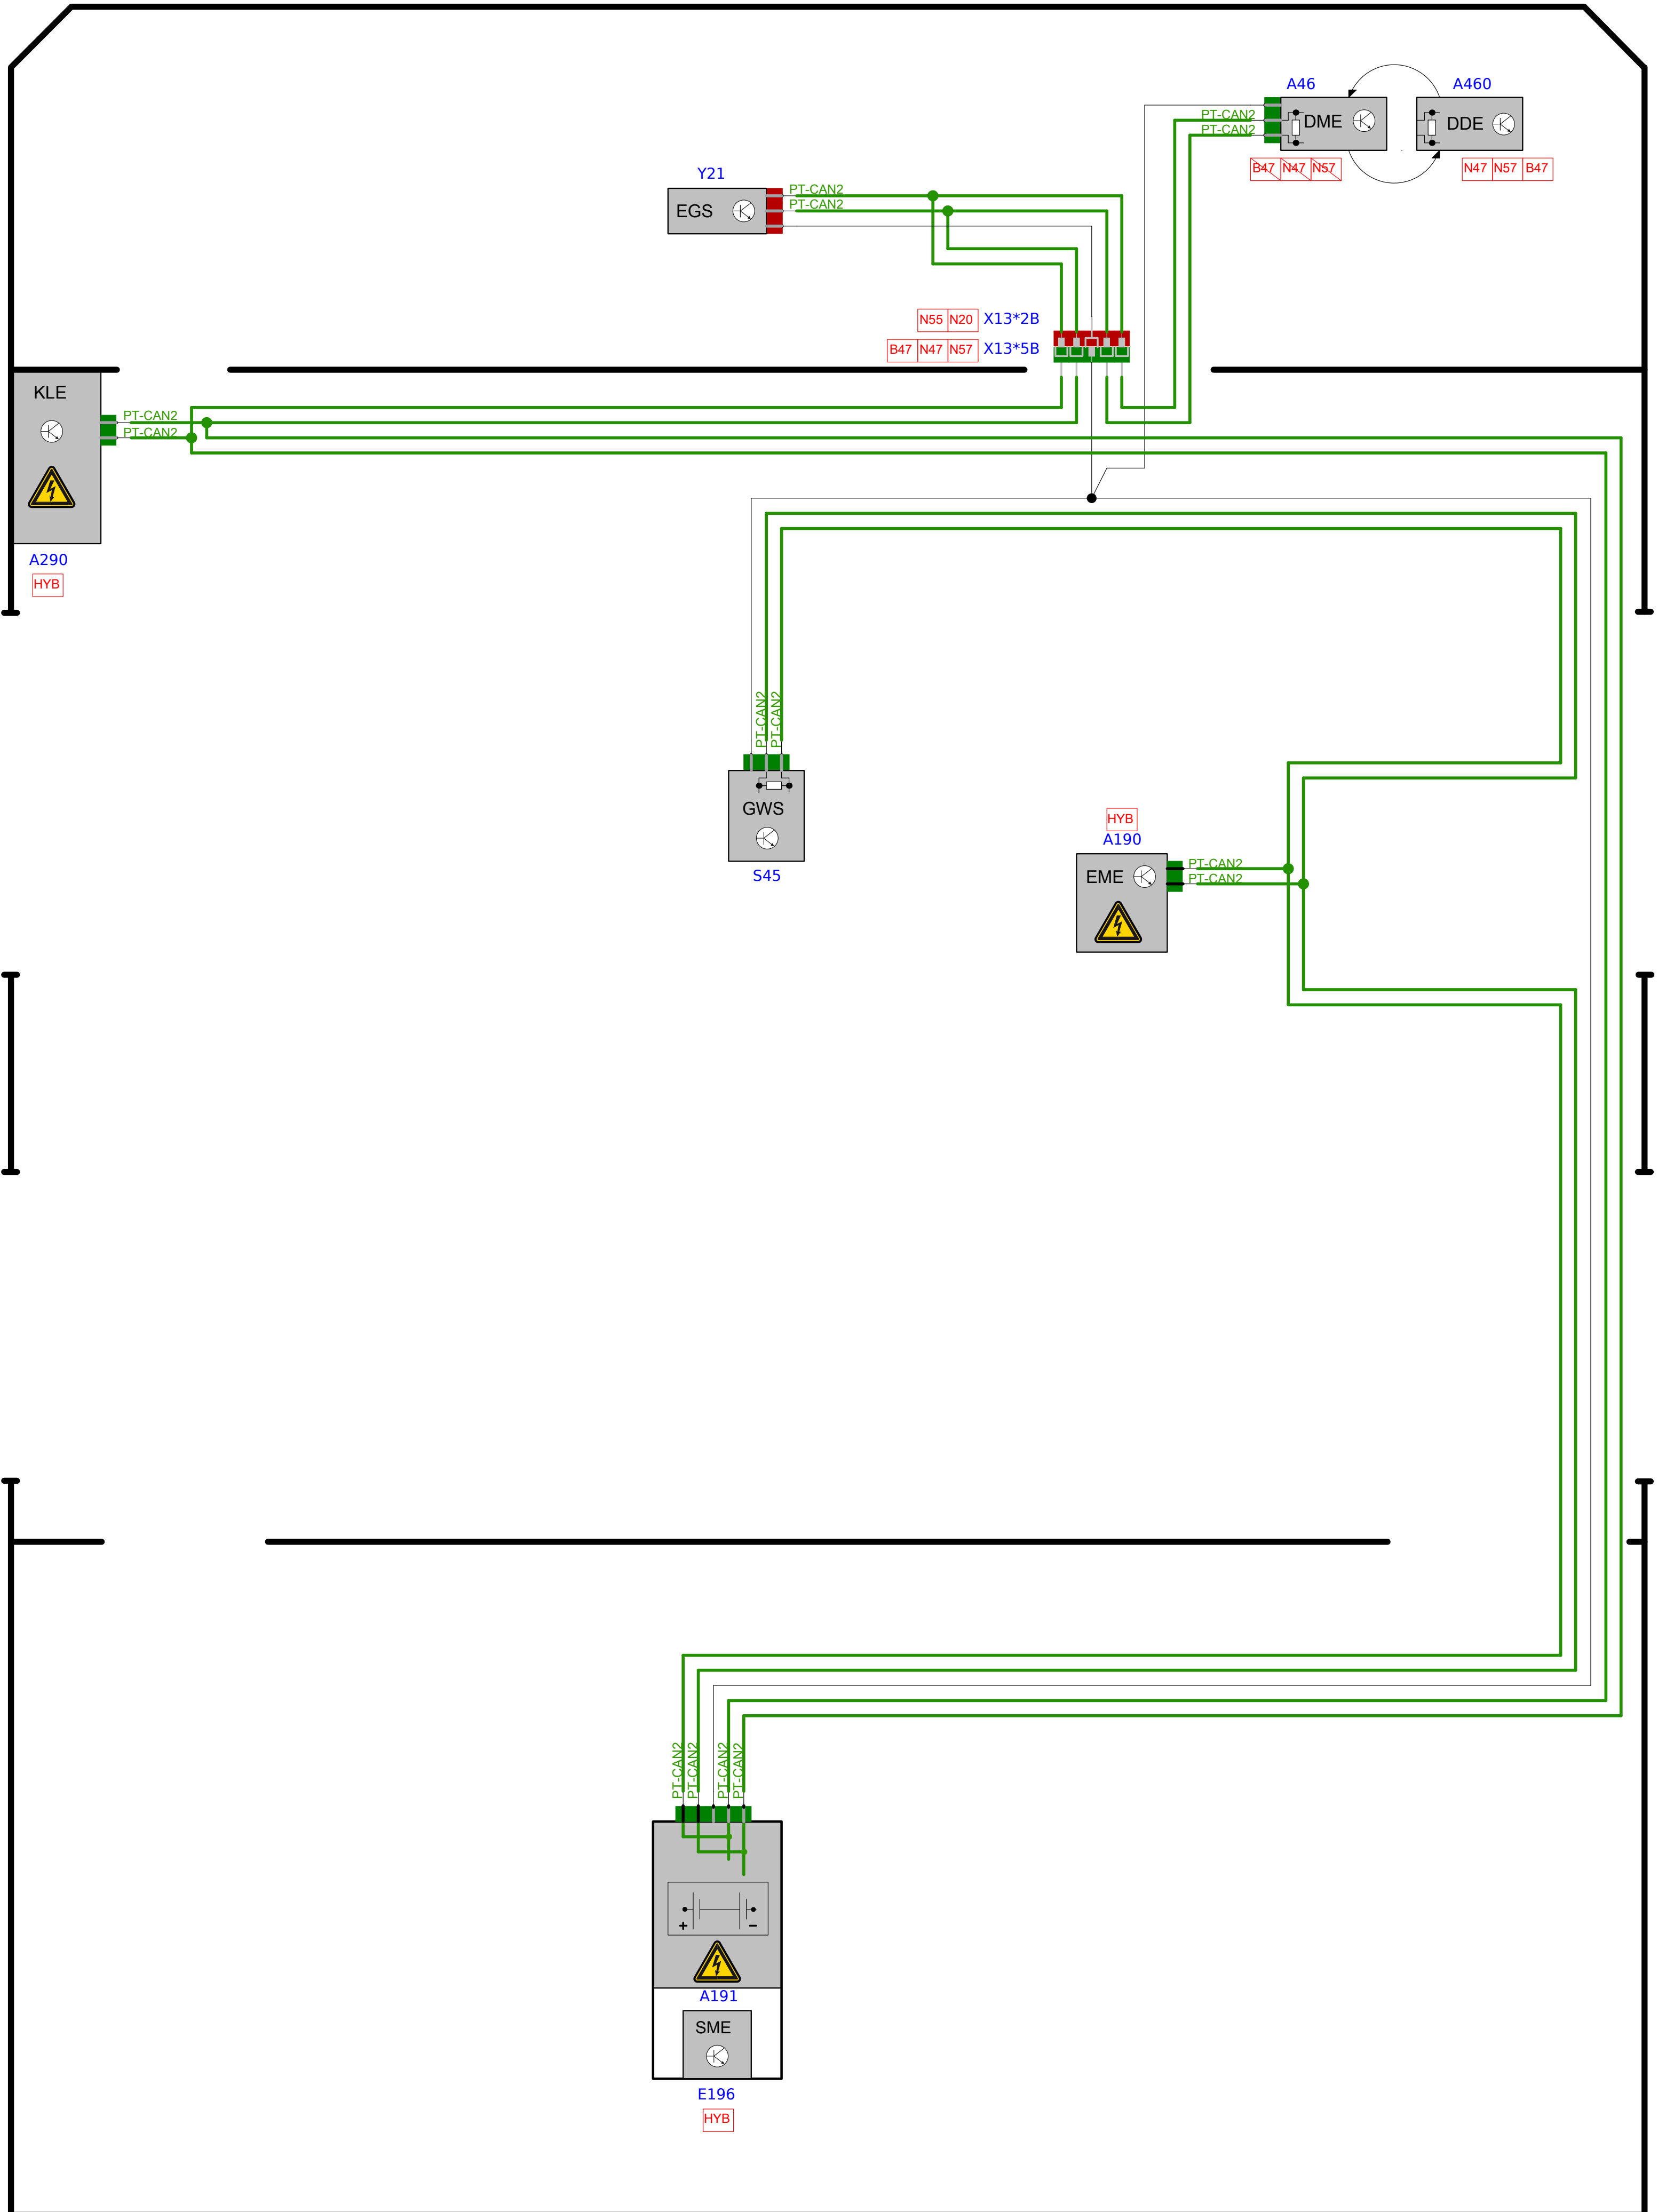 A46
A460
PT-CAN2
PT-CAN2
DME
DDE
B47 N47 N57
N47 N57 B47
Y21
EGS
PT-CAN2
PT-CAN2
N55 N20 X13*2B
B47 N47 N57 X13*5B
KLE
PT-CAN2
PT-CAN2
A290
HYB
PT-CAN2
PT-CAN2
GWS
S45
HYB
A190
EME
PT-CAN2
PT-CAN2
PT-CAN2
PT-CAN2
PT-CAN2
PT-CAN2
+ −
A191
SME
E196
HYB